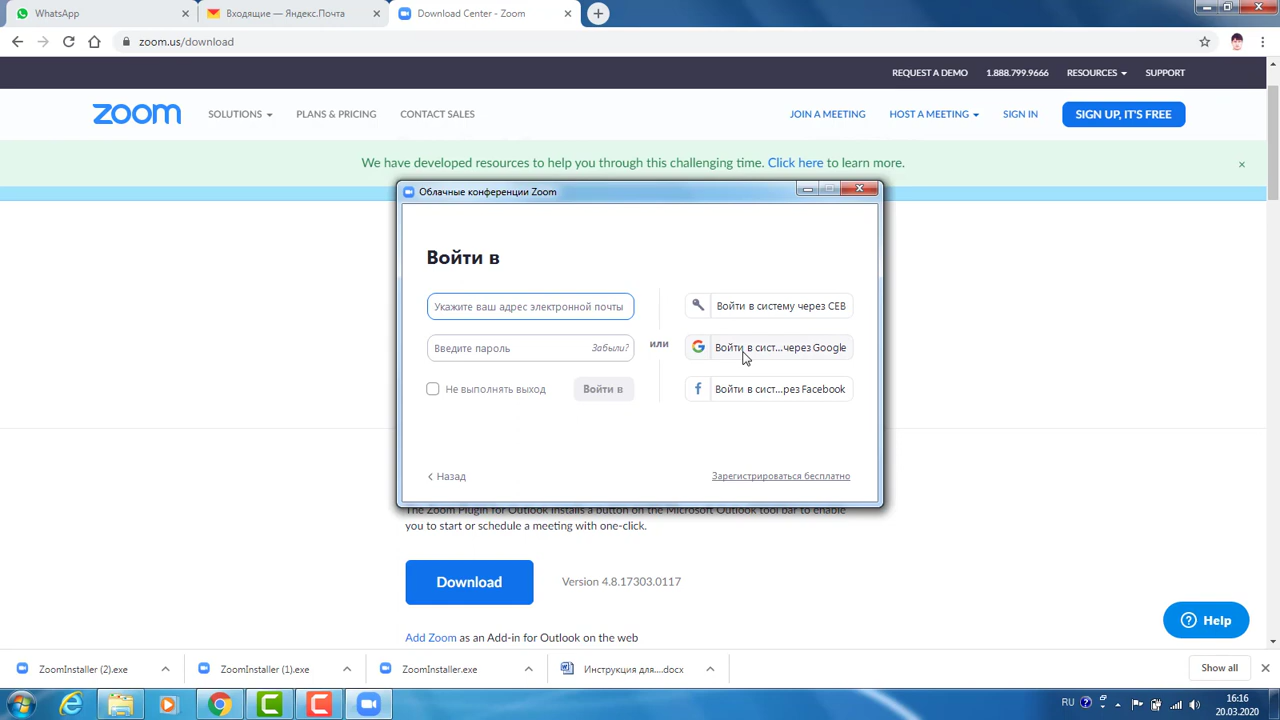 WhatsApp
Входящие — Яндекс.Почта
Download Center - Zoom
zoom.us/download
REQUEST A DEMO 1.888.799.9666 RESOURCES SUPPORT
zoom SOLUTIONS PLANS & PRICING CONTACT SALES JOIN A MEETING HOST A MEETING SIGN IN SIGN UP, IT'S FREE
We have developed resources to help you through this challenging time. Click here to learn more.
Облачные конференции Zoom
Войти в
Укажите ваш адрес электронной почты
Введите пароль Забыли?
Не выполнять выход Войти в
или
Войти в систему через СЕВ
Войти в сист...через Google
Войти в сист...рез Facebook
Назад
Зарегистрироваться бесплатно
The Zoom Plugin for Outlook installs a button on the Microsoft Outlook tool bar to enable
you to start or schedule a meeting with one-click.
Download Version 4.8.17303.0117
Help
Add Zoom as an Add-in for Outlook on the web
ZoomInstaller (2).exe
ZoomInstaller (1).exe
ZoomInstaller.exe
Инструкция для....docx
Show all
RU
16:16
20.03.2020